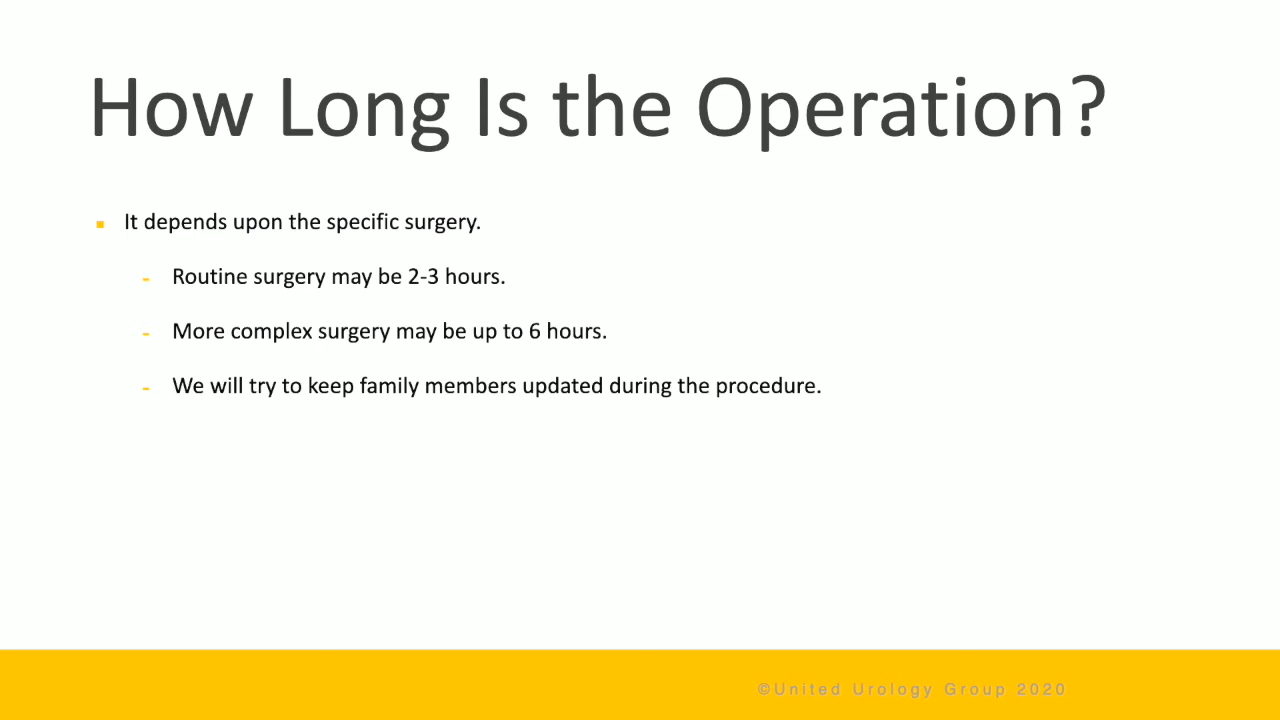 How Long Is the Operation?
▪ It depends upon the specific surgery.
- Routine surgery may be 2-3 hours.
- More complex surgery may be up to 6 hours.
- We will try to keep family members updated during the procedure.
©United Urology Group 2020